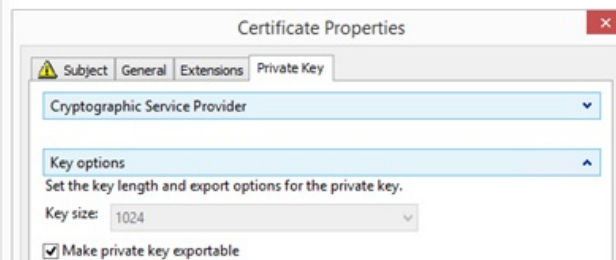 Certificate Properties
Subject General Extensions Private Key
Cryptographic Service Provider
Key options
Set the key length and export options for the private key.
Key size: 1024
Make private key exportable